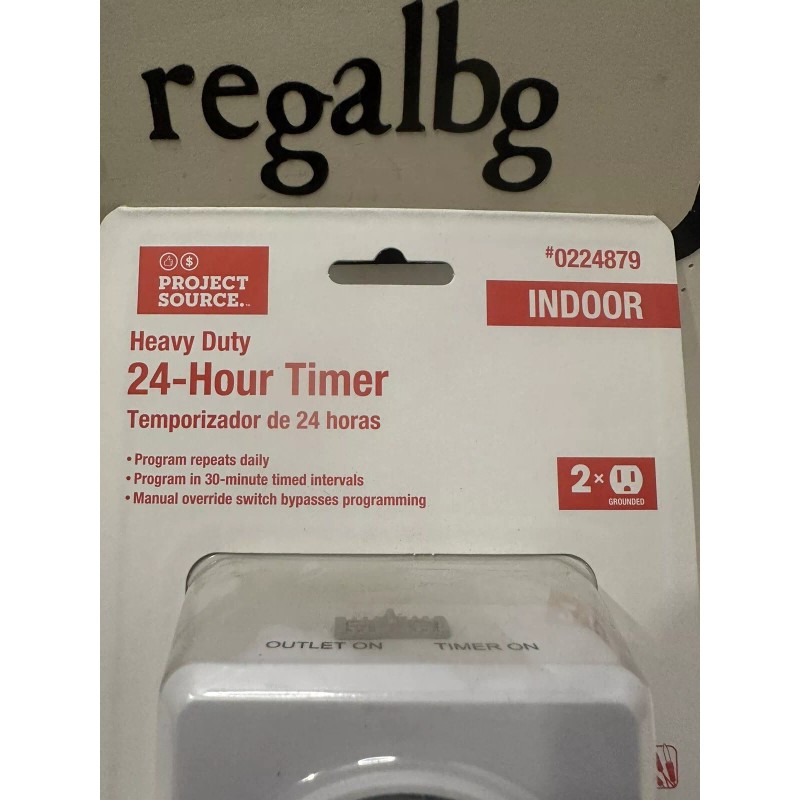 regalbg
PROJECT
SOURCE.™
#0224879
INDOOR
Heavy Duty
24-Hour Timer
Temporizador de 24 horas
• Program repeats daily
• Program in 30-minute timed intervals
• Manual override switch bypasses programming
2×
GROUNDED
OUTLET ON TIMER ON